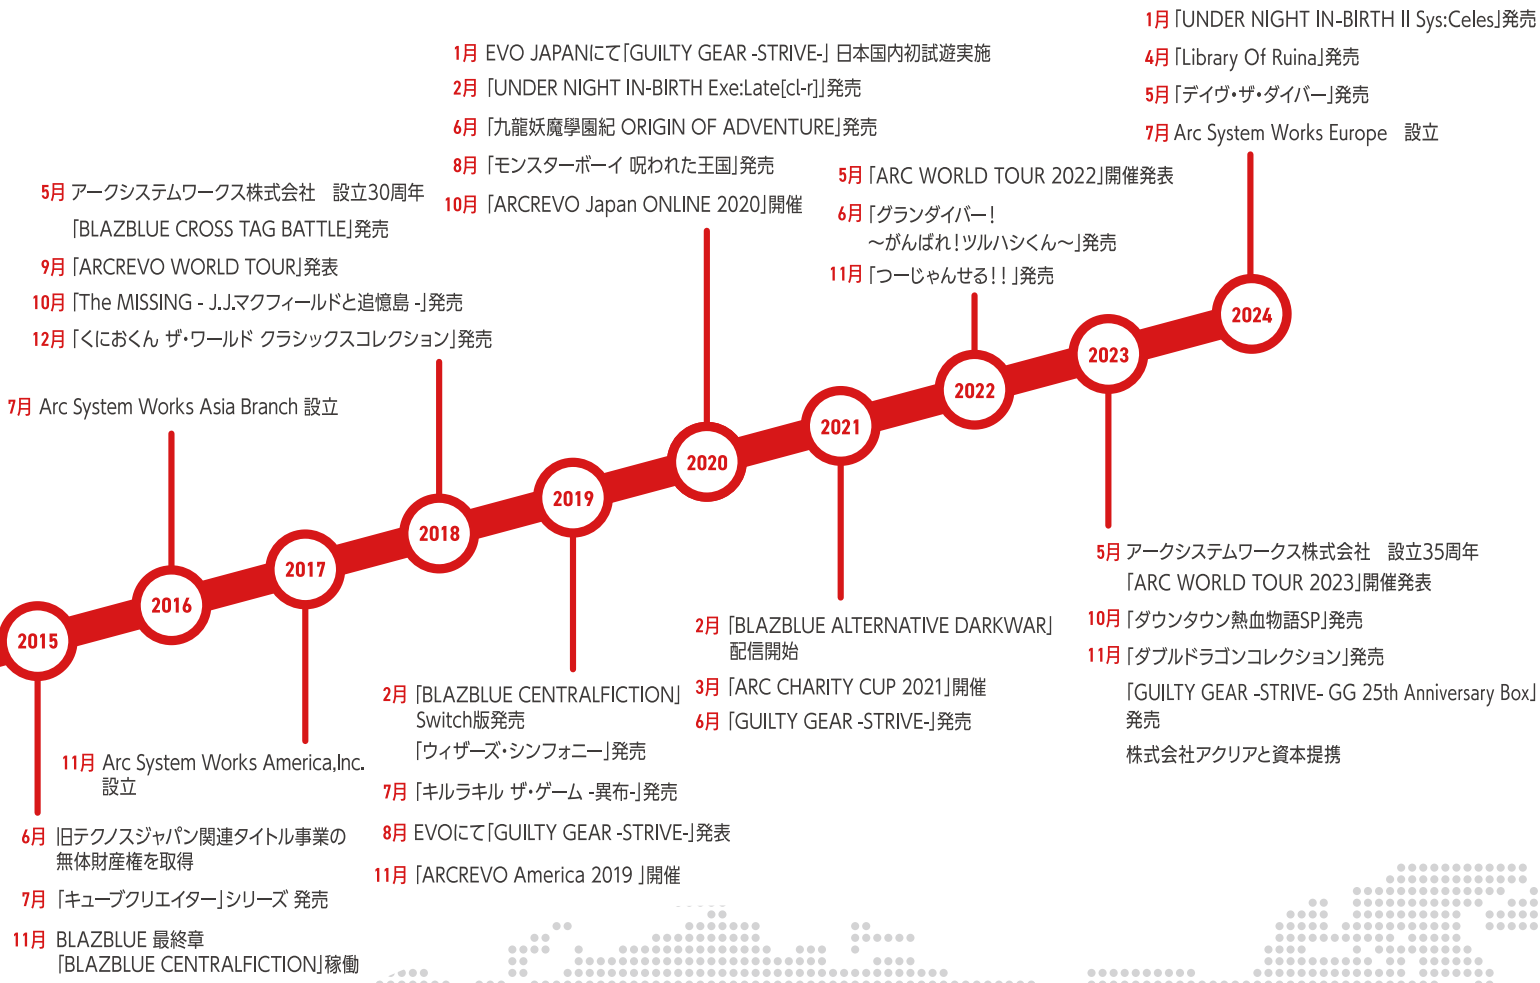 2015
6月 旧テクノスジャパン関連タイトル事業の
無体財産権を取得
7月 「キューブクリエイター」シリーズ 発売
11月 BLAZBLUE 最終章
「BLAZBLUE CENTRALFICTION」稼働
2016
7月 Arc System Works Asia Branch 設立
2017
11月 Arc System Works America,Inc.
設立
2018
5月 アークシステムワークス株式会社　設立30周年
「BLAZBLUE CROSS TAG BATTLE」発売
9月 「ARCREVO WORLD TOUR」発表
10月 「The MISSING - J.J.マクフィールドと追憶島 -」発売
12月 「くにおくん ザ・ワールド クラシックスコレクション」発売
2019
2月 「BLAZBLUE CENTRALFICTION」
Switch版発売
「ウィザーズ・シンフォニー」発売
7月 「キルラキル ザ・ゲーム -異布-」発売
8月 EVOにて「GUILTY GEAR -STRIVE-」発表
11月 「ARCREVO America 2019 」開催
2020
1月 EVO JAPANにて「GUILTY GEAR -STRIVE-」 日本国内初試遊実施
2月 「UNDER NIGHT IN-BIRTH Exe:Late[cl-r]」発売
6月 「九龍妖魔學園紀 ORIGIN OF ADVENTURE」発売
8月 「モンスターボーイ 呪われた王国」発売
10月 「ARCREVO Japan ONLINE 2020」開催
2021
2月 「BLAZBLUE ALTERNATIVE DARKWAR」
配信開始
3月 「ARC CHARITY CUP 2021」開催
6月 「GUILTY GEAR -STRIVE-」発売
2022
5月 「ARC WORLD TOUR 2022」開催発表
6月 「グランダイバー!
～がんばれ!ツルハシくん～」発売
11月 「つーじゃんせる!!」発売
2023
5月 アークシステムワークス株式会社　設立35周年
「ARC WORLD TOUR 2023」開催発表
10月 「ダウンタウン熱血物語SP」発売
11月 「ダブルドラゴンコレクション」発売
「GUILTY GEAR -STRIVE- GG 25th Anniversary Box」
発売
株式会社アクリアと資本提携
2024
1月 「UNDER NIGHT IN-BIRTH II Sys:Celes」発売
4月 「Library Of Ruina」発売
5月 「デイヴ・ザ・ダイバー」発売
7月 Arc System Works Europe　設立